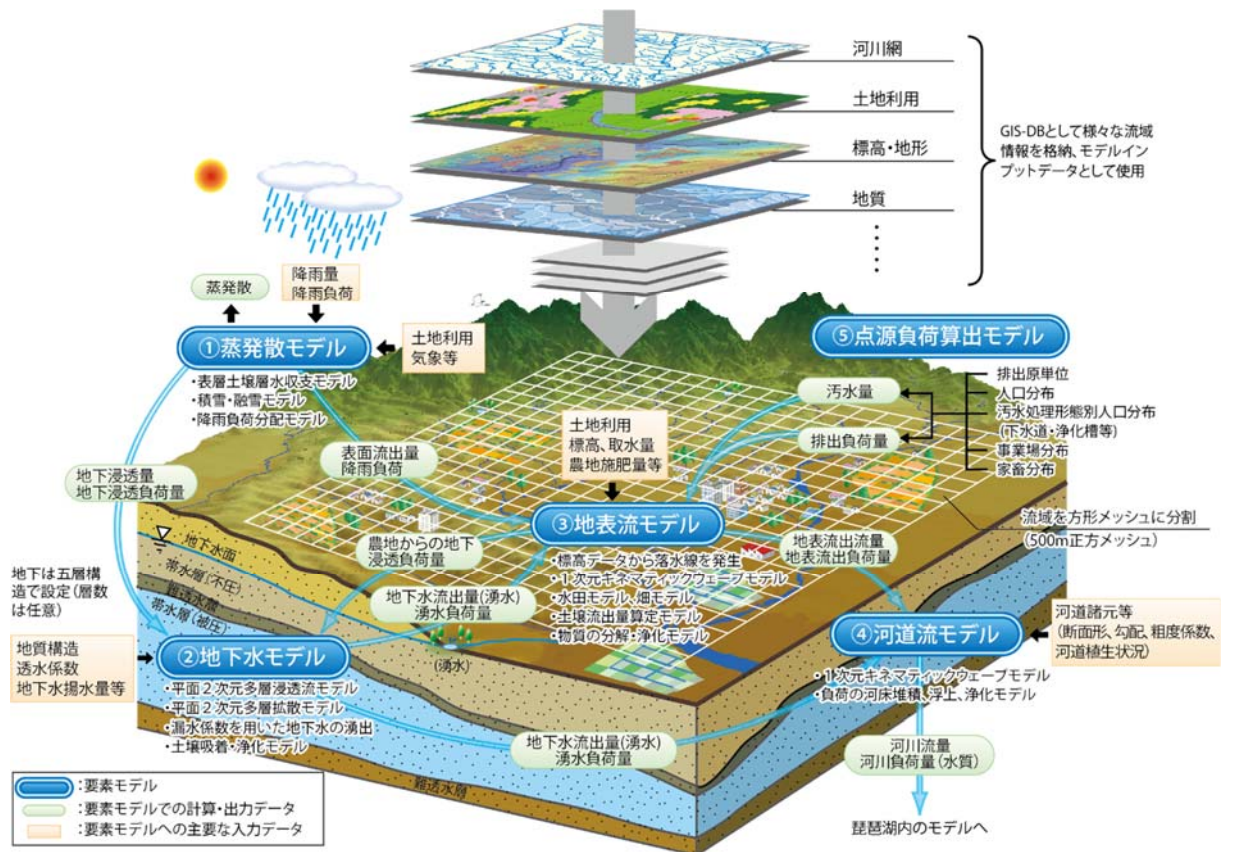 河川網
土地利用
標高・地形
地質
GIS-DBとして様々な流域
情報を格納、モデルイン
プットデータとして使用
蒸発散
降雨量
降雨負荷
①蒸発散モデル
土地利用
気象等
・表層土壌層水収支モデル
・積雪・融雪モデル
・降雨負荷分配モデル
⑤点源負荷算出モデル
汚水量
排出負荷量
排出原単位
人口分布
汚水処理形態別人口分布
(下水道・浄化槽等)
事業場分布
家畜分布
土地利用
標高、取水量
農地施肥量等
表面流出量
降雨負荷
地下浸透量
地下浸透負荷量
③地表流モデル
・標高データから落水線を発生
・1次元キネマティックウェーブモデル
・水田モデル、畑モデル
・土壌流出量算定モデル
・物質の分解・浄化モデル
流域を方形メッシュに分割
(500m正方メッシュ)
農地からの地下
浸透負荷量
地表流出流量
地表流出負荷量
地下水流出量(湧水)
湧水負荷量
地下水面
帯水層(不圧)
難透水層
帯水層(被圧)
地下は五層構
造で設定(層数
は任意)
地質構造
透水係数
地下水揚水量等
②地下水モデル
・平面2次元多層浸透流モデル
・平面2次元多層拡散モデル
・漏水係数を用いた地下水の湧出
・土壌吸着・浄化モデル
(湧水)
④河道流モデル
・1次元キネマティックウェーブモデル
・負荷の河床堆積、浮上、浄化モデル
河道諸元等
(断面形、勾配、粗度係数、
河道植生状況)
地下水流出量(湧水)
湧水負荷量
河川流量
河川負荷量(水質)
難透水層
琵琶湖内のモデルへ
:要素モデル
:要素モデルでの計算・出力データ
:要素モデルへの主要な入力データ